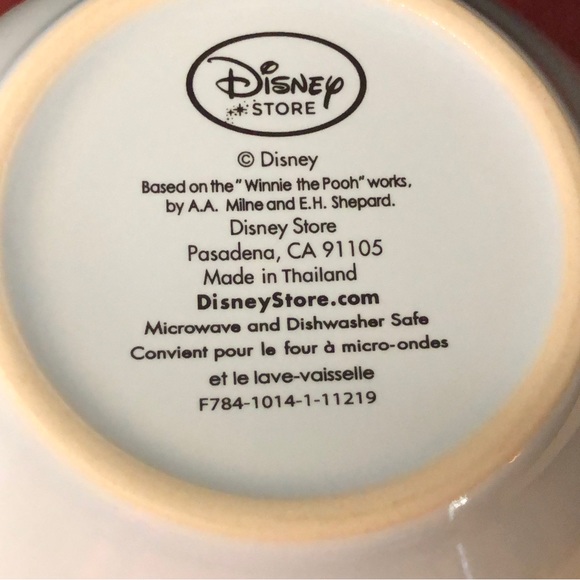 Disney
STORE
© Disney
Based on the "Winnie the Pooh" works,
by A.A. Milne and E.H. Shepard.
Disney Store
Pasadena, CA 91105
Made in Thailand
DisneyStore.com
Microwave and Dishwasher Safe
Convient pour le four à micro-ondes
et le lave-vaisselle
F784-1014-1-11219